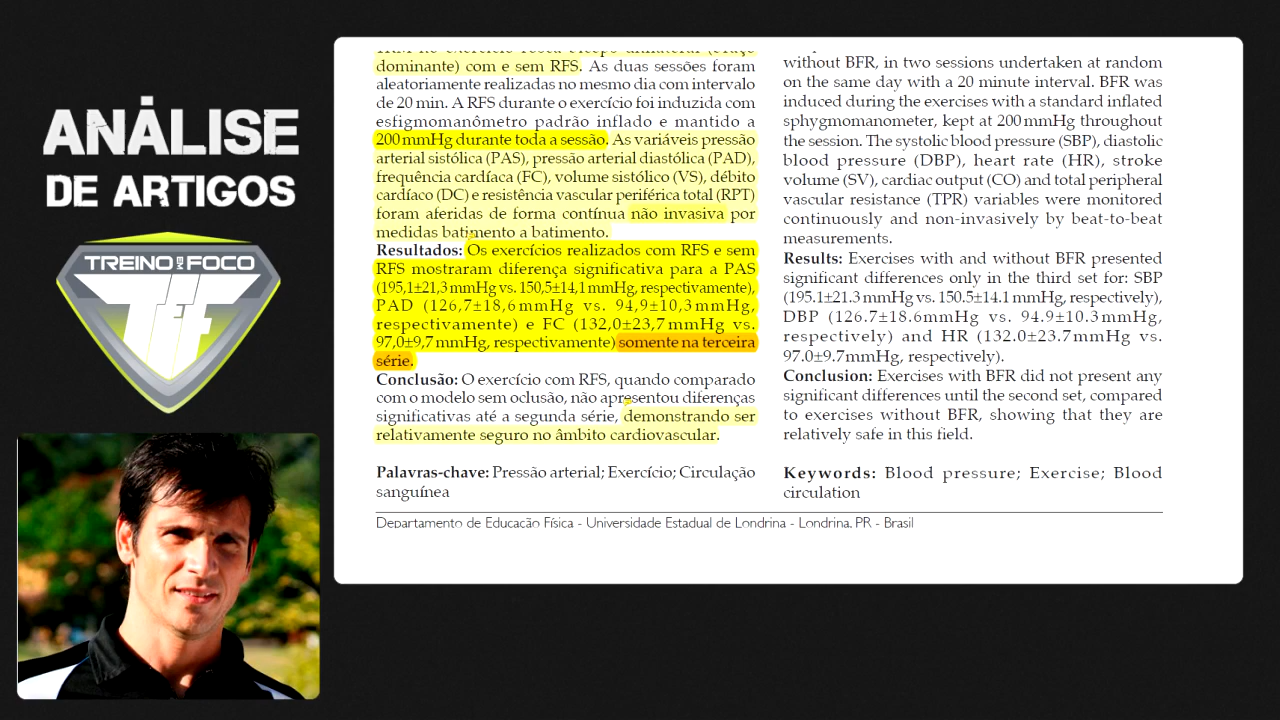 ANÁLISE
DE ARTIGOS
TREINO EM FOCO
TEF
dominante) com e sem RFS. As duas sessões foram
aleatoriamente realizadas no mesmo dia com intervalo
de 20 min. A RFS durante o exercício foi induzida com
esfigmomanômetro padrão inflado e mantido a
200 mmHg durante toda a sessão. As variáveis pressão
arterial sistólica (PAS), pressão arterial diastólica (PAD),
frequência cardíaca (FC), volume sistólico (VS), débito
cardíaco (DC) e resistência vascular periférica total (RPT)
foram aferidas de forma contínua não invasiva por
medidas batimento a batimento.
Resultados: Os exercícios realizados com RFS e sem
RFS mostraram diferença significativa para a PAS
(195,1±21,3 mmHg vs. 150,5±14,1 mmHg, respectivamente),
PAD (126,7±18,6 mmHg vs. 94,9±10,3 mmHg,
respectivamente) e FC (132,0±23,7 mmHg vs.
97,0±9,7 mmHg, respectivamente) somente na terceira
série.
Conclusão: O exercício com RFS, quando comparado
com o modelo sem oclusão, não apresentou diferenças
significativas até a segunda série, demonstrando ser
relativamente seguro no âmbito cardiovascular.
Palavras-chave: Pressão arterial; Exercício; Circulação
sanguínea
without BFR, in two sessions undertaken at random
on the same day with a 20 minute interval. BFR was
induced during the exercises with a standard inflated
sphygmomanometer, kept at 200 mmHg throughout
the session. The systolic blood pressure (SBP), diastolic
blood pressure (DBP), heart rate (HR), stroke
volume (SV), cardiac output (CO) and total peripheral
vascular resistance (TPR) variables were monitored
continuously and non-invasively by beat-to-beat
measurements.
Results: Exercises with and without BFR presented
significant differences only in the third set for: SBP
(195.1±21.3 mmHg vs. 150.5±14.1 mmHg, respectively),
DBP (126.7±18.6mmHg vs. 94.9±10.3 mmHg,
respectively) and HR (132.0±23.7mmHg vs.
97.0±9.7mmHg, respectively).
Conclusion: Exercises with BFR did not present any
significant differences until the second set, compared
to exercises without BFR, showing that they are
relatively safe in this field.
Keywords: Blood pressure; Exercise; Blood
circulation
Departamento de Educação Física - Universidade Estadual de Londrina - Londrina, PR - Brasil